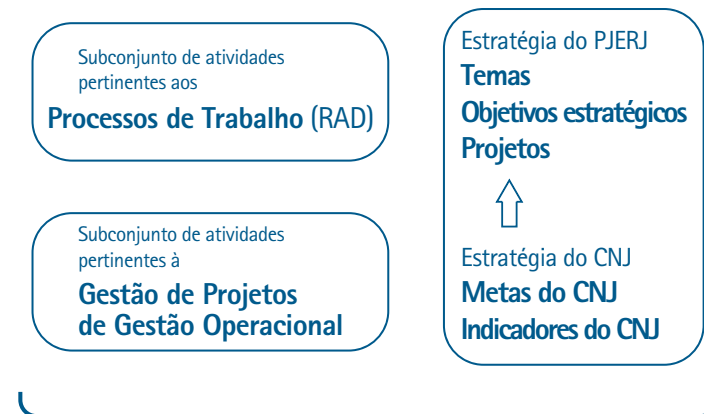 Subconjunto de atividades
pertinentes aos
Processos de Trabalho (RAD)
Subconjunto de atividades
pertinentes à
Gestão de Projetos
de Gestão Operacional
Estratégia do PJERJ
Temas
Objetivos estratégicos
Projetos
Estratégia do CNJ
Metas do CNJ
Indicadores do CNJ